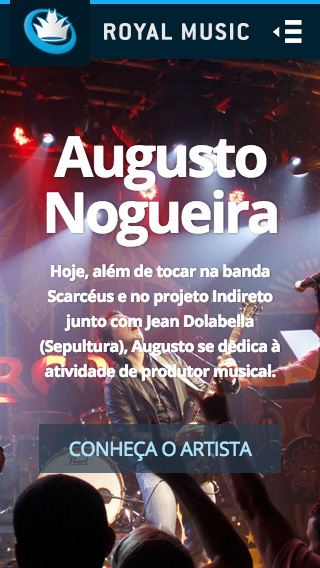 ROYAL MUSIC
Augusto
Nogueira
Hoje, além de tocar na banda
Scarcéus e no projeto Indireto
junto com Jean Dolabella
(Sepultura), Augusto se dedica à
atividade de produtor musical.
CONHEÇA O ARTISTA